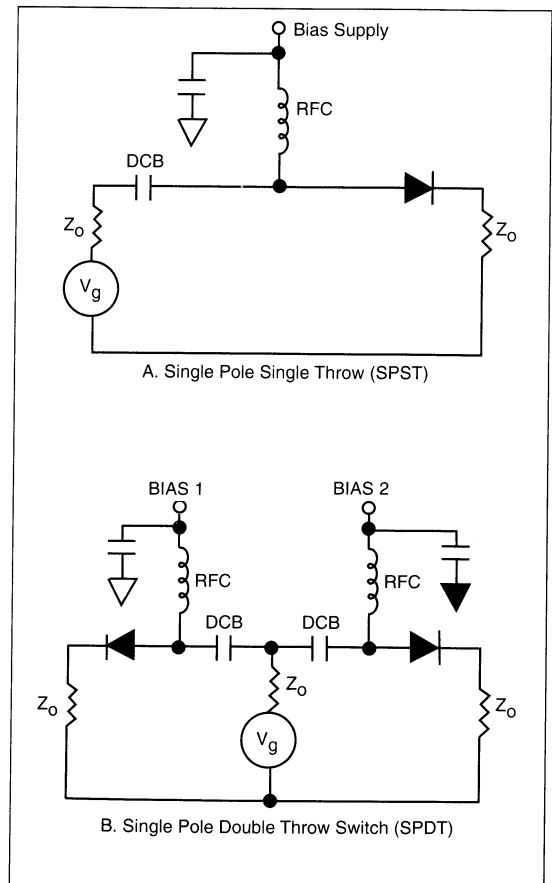 Bias Supply
RFC
DCB
Zo
Vg
Zo
A. Single Pole Single Throw (SPST)
BIAS 1
BIAS 2
RFC
RFC
DCB
DCB
Zo
Zo
Zo
Vg
B. Single Pole Double Throw Switch (SPDT)